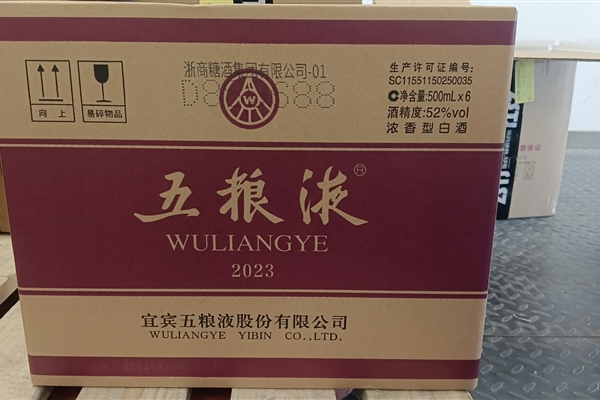 浙商糖酒集团有限公司-01
向上
易碎物品
生产许可证编号:
SC11551150250035
净含量:500mL×6
酒精度:52%vol
浓香型白酒
五粮液®
WULIANGYE
2023
宜宾五粮液股份有限公司
WULIANGYE YIBIN CO.,LTD.